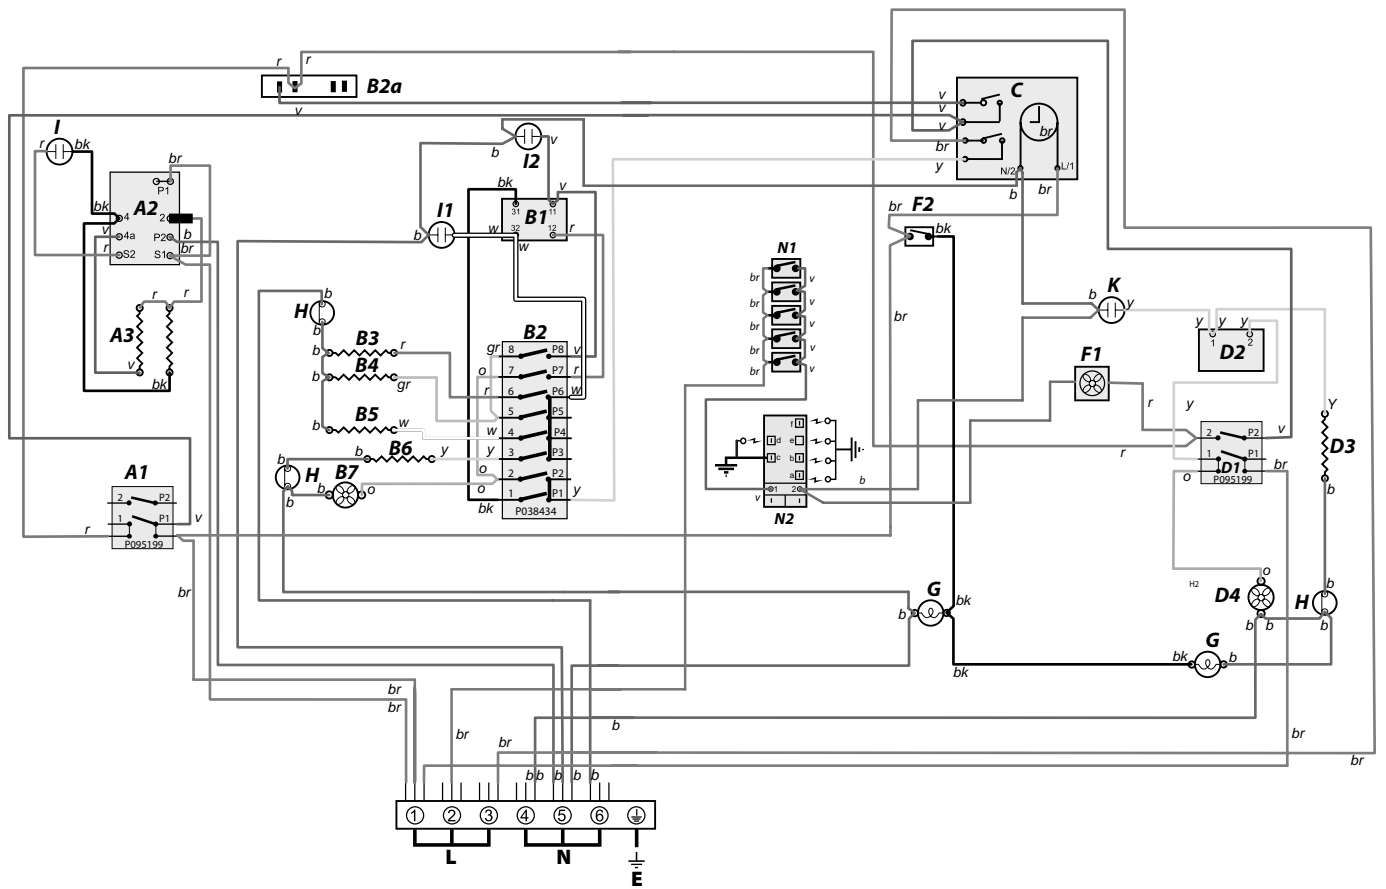 r
r
B2a
v
v
v
v
br
y
C
br
N/2
L/1
b
br
I
r
bk
br
P1
A2
bk
4
2
v
4a
P2
b
r
S2
S1
br
r
r
A3
v
bk
I2
b
v
bk
v
31
11
B1
32
12
r
I1
b
w
w
F2
br
bk
br
N1
br
v
br
v
br
v
br
v
br
v
K
b
y
y
y
y
1
2
D2
F1
r
H
b
b
B2
B3
b
r
B4
b
gr
B5
b
w
B6
b
y
b
H
B7
b
b
o
gr
8
P8
v
o
7
P7
r
r
6
P6
w
5
P5
w
4
P4
y
3
P3
o
2
P2
o
1
P1
y
bk
P038434
f
d
e
c
b
a
1
2
v
b
N2
y
r
2
P2
v
1
P1
br
D1
o
P095199
Y
D3
b
A1
2
P2
1
P1
v
r
P095199
br
G
b
bk
bk
H2
o
D4
b
b
b
H
b
G
bk
b
br
br
br
br
b
br
br
b
b
b
b
b
1
2
3
4
5
6
L
N
E